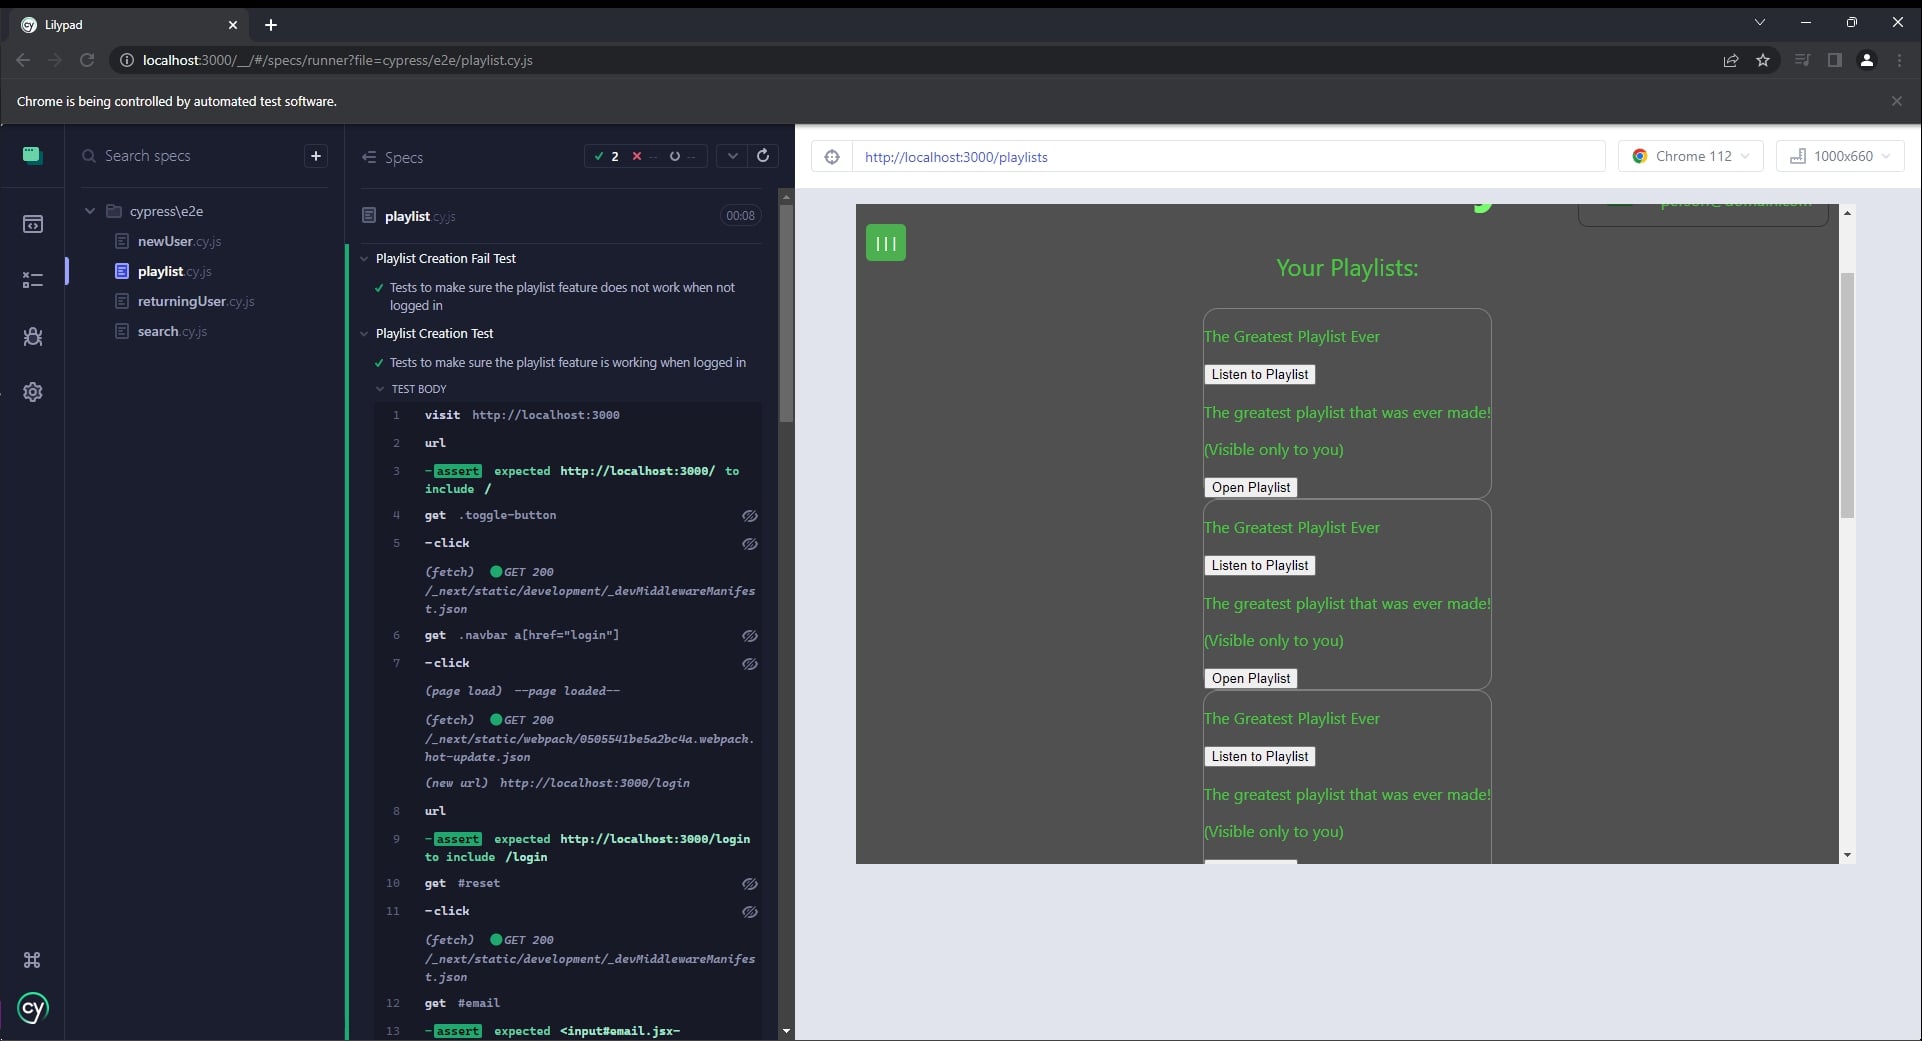 Lilypad
localhost:3000/__/#/specs/runner?file=cypress/e2e/playlist.cy.js
Chrome is being controlled by automated test software.
Search specs
cypress\e2e
newUser.cy.js
playlist.cy.js
returningUser.cy.js
search.cy.js
cy
Specs
2 -- --
playlist.cy.js 00:08
Playlist Creation Fail Test
Tests to make sure the playlist feature does not work when not
logged in
Playlist Creation Test
Tests to make sure the playlist feature is working when logged in
TEST BODY
1 visit http://localhost:3000
2 url
3 -assert expected http://localhost:3000/ to
include /
4 get .toggle-button
5 -click
(fetch) GET 200
/_next/static/development/_devMiddlewareManifes
t.json
6 get .navbar a[href="login"]
7 -click
(page load) --page loaded--
(fetch) GET 200
/_next/static/webpack/0505541be5a2bc4a.webpack.
hot-update.json
(new url) http://localhost:3000/login
8 url
9 -assert expected http://localhost:3000/login
to include /login
10 get #reset
11 -click
(fetch) GET 200
/_next/static/development/_devMiddlewareManifes
t.json
12 get #email
13 -assert expected <input#email.jsx-
http://localhost:3000/playlists
Chrome 112
1000x660
person@domain.com
|||
Your Playlists:
The Greatest Playlist Ever
Listen to Playlist
The greatest playlist that was ever made!
(Visible only to you)
Open Playlist
The Greatest Playlist Ever
Listen to Playlist
The greatest playlist that was ever made!
(Visible only to you)
Open Playlist
The Greatest Playlist Ever
Listen to Playlist
The greatest playlist that was ever made!
(Visible only to you)